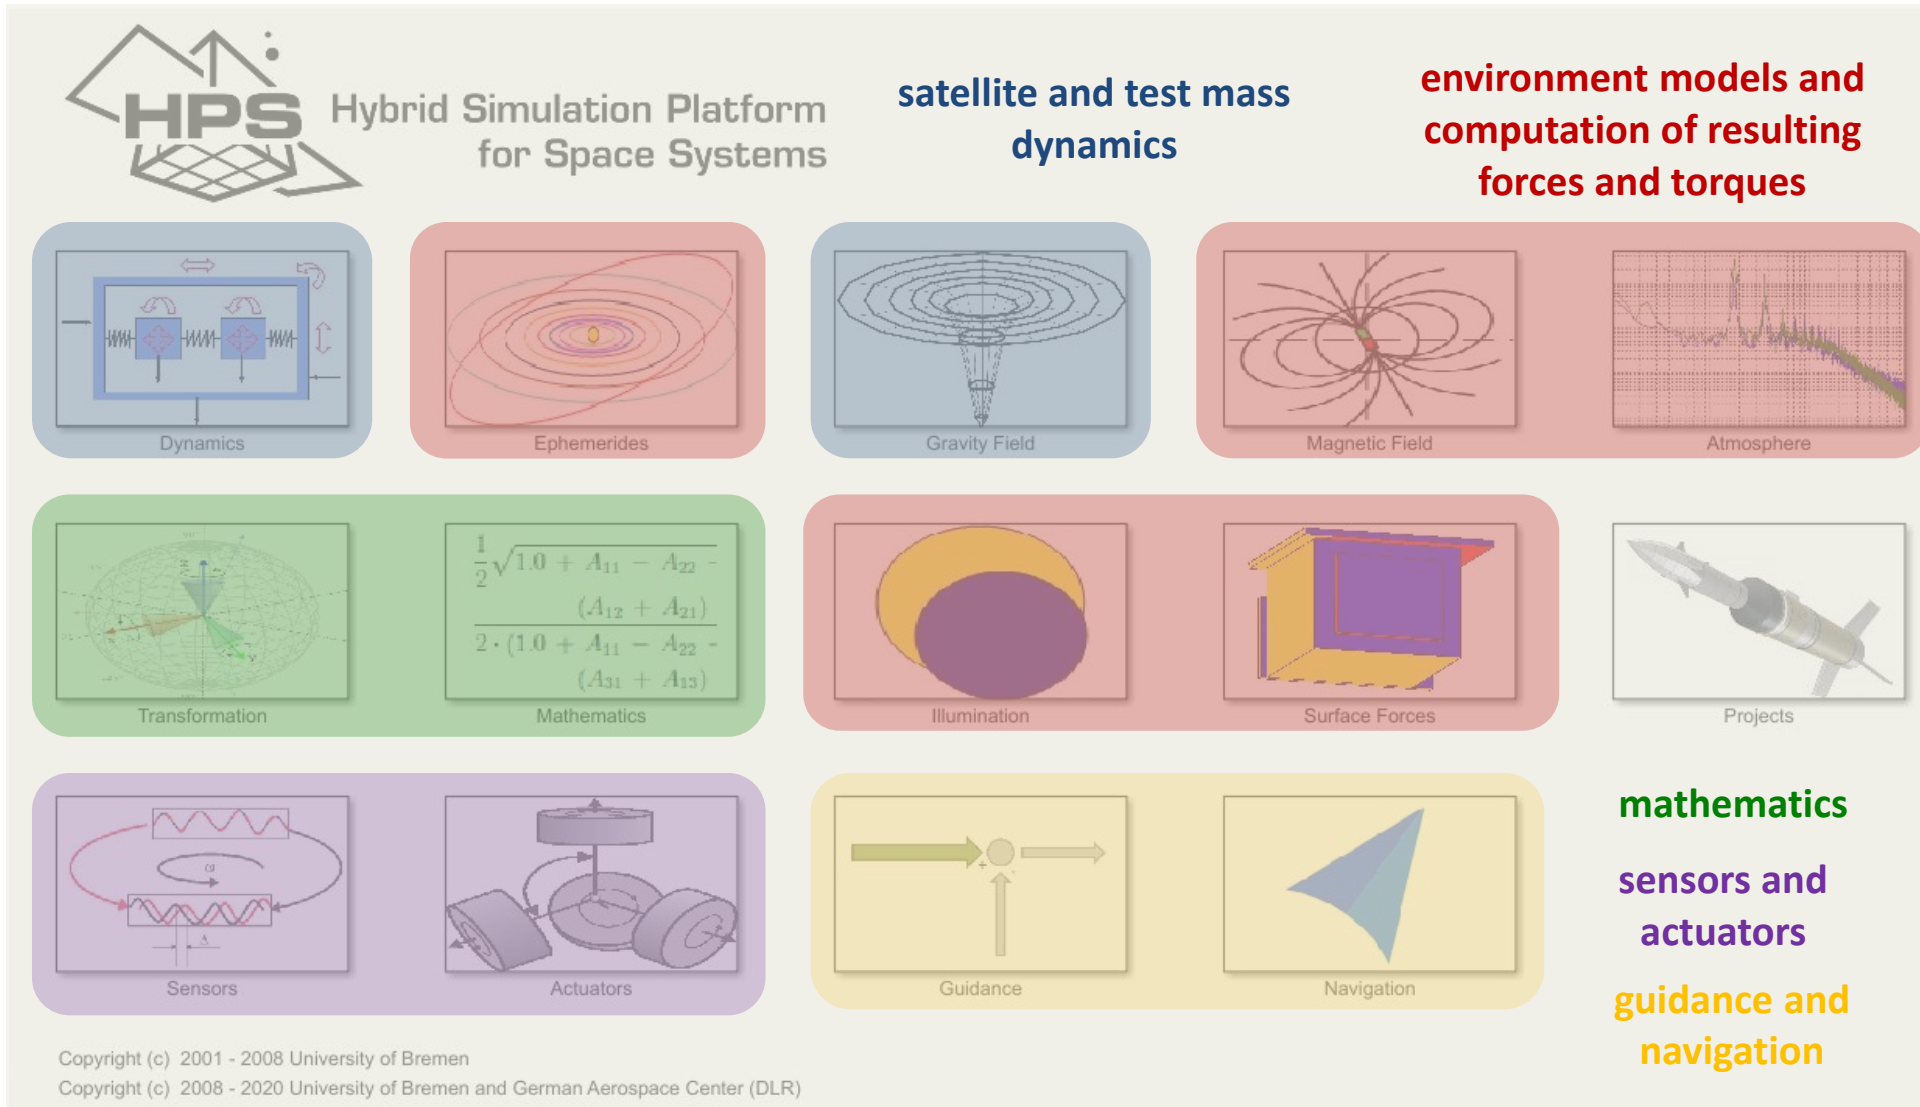 HPS
Hybrid Simulation Platform
for Space Systems
satellite and test mass
dynamics
environment models and
computation of resulting
forces and torques
Dynamics
Ephemerides
Gravity Field
Magnetic Field
Atmosphere
1/2 √1.0 + A11 − A22 −
(A12 + A21)
2 · (1.0 + A11 − A22 −
(A31 + A13)
Transformation
Mathematics
Illumination
Surface Forces
Projects
ω
+
-
Δ
Sensors
Actuators
Guidance
Navigation
mathematics
sensors and
actuators
guidance and
navigation
Copyright (c) 2001 - 2008 University of Bremen
Copyright (c) 2008 - 2020 University of Bremen and German Aerospace Center (DLR)